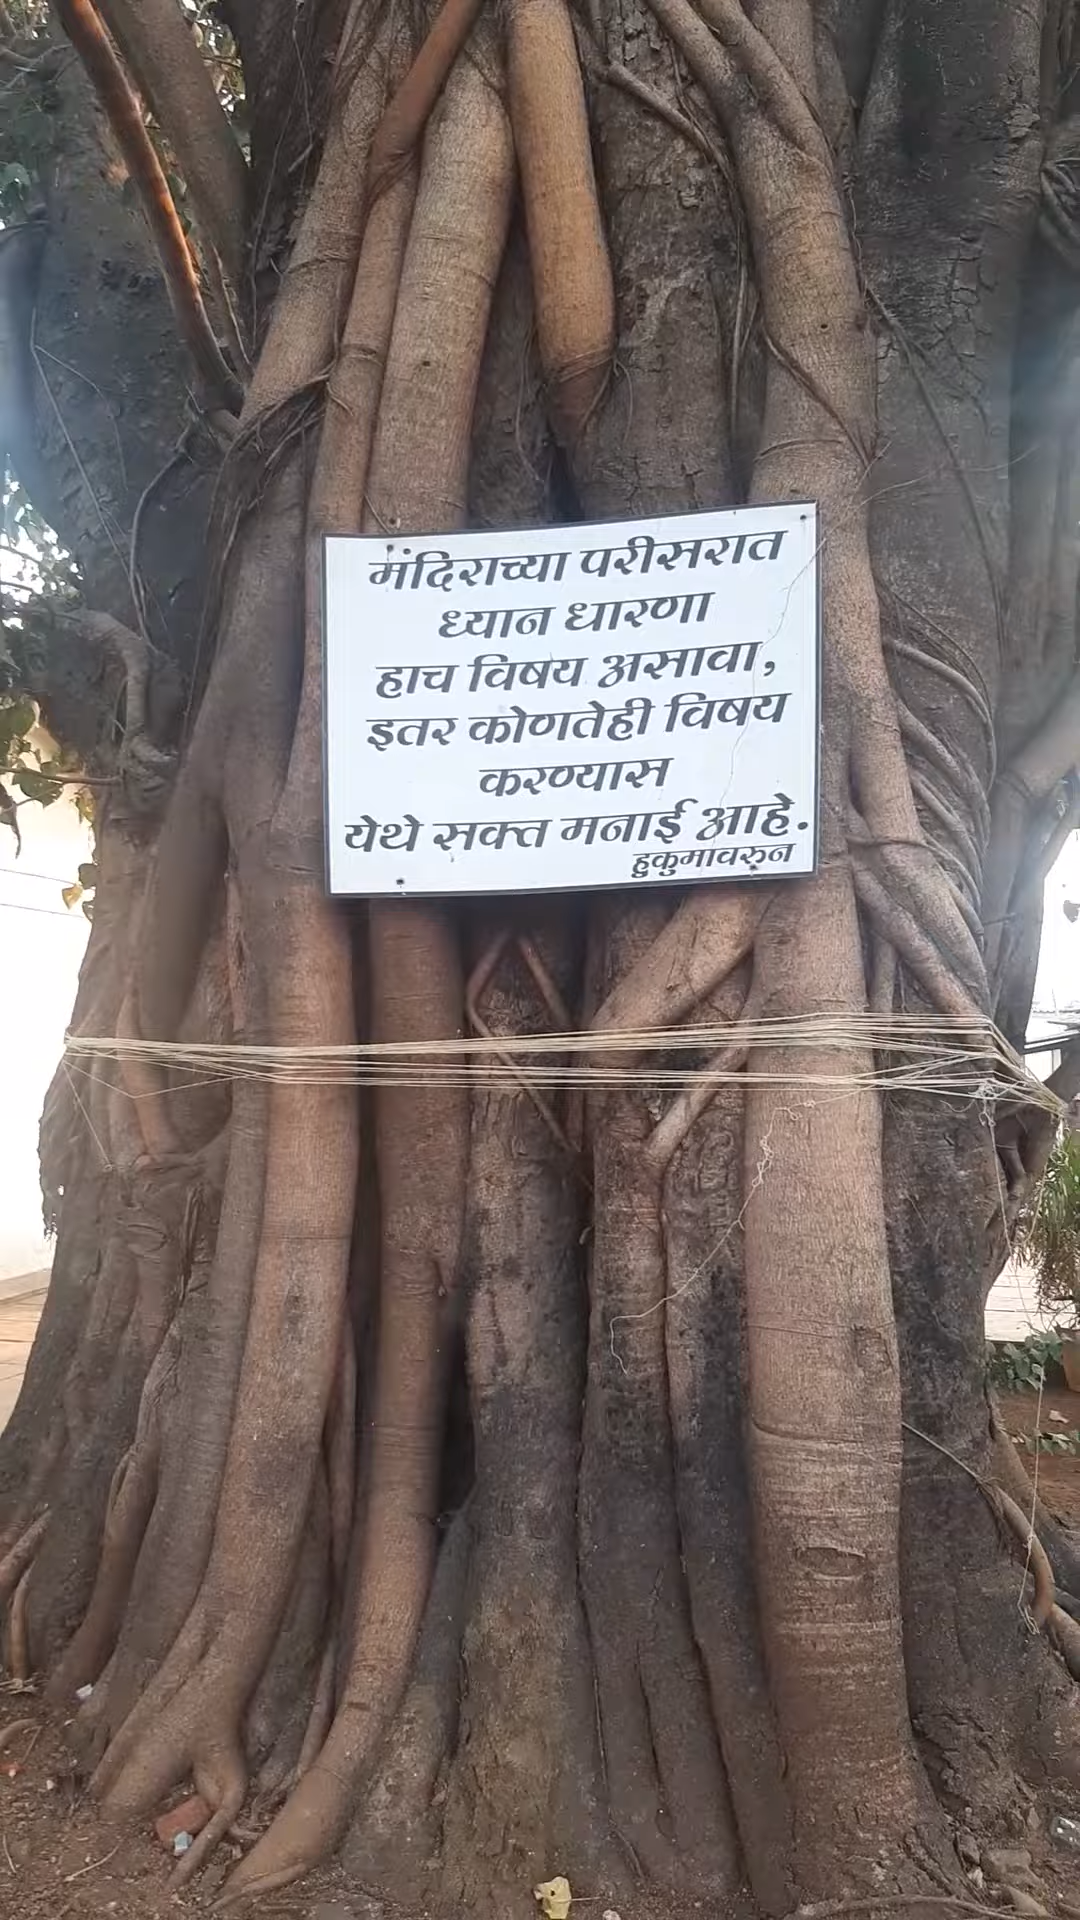 मंदिराच्या परीसरात
ध्यान धारणा
हाच विषय असावा,
इतर कोणतेही विषय
करण्यास
येथे सक्त मनाई आहे.
हुकुमावरुन